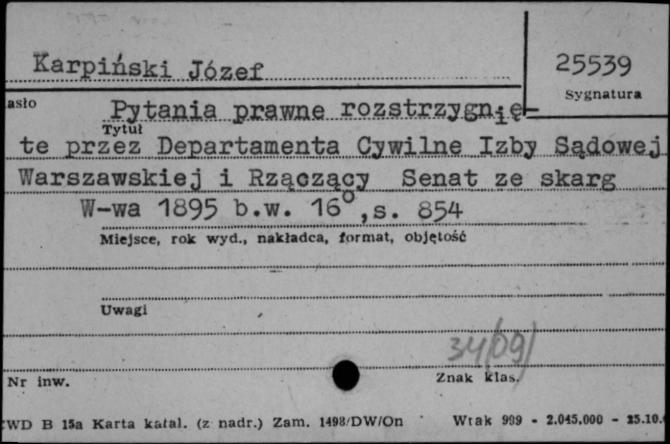 Karpiński Józef
25539
asło
Sygnatura
Pytania prawne rozstrzygnię-
Tytuł
te przez Departamenta Cywilne Izby Sądowej
Warszawskiej i Rządzący Senat ze skarg
W-wa 1895 b.w. 16°, s. 854
Miejsce, rok wyd., nakładca, format, objętość
Uwagi
34(09)
Nr inw.
Znak klas.
WD B 15a Karta katal. (z nadr.) Zam. 1498/DW/On Wtak 999 - 2.045.000 - 25.10.